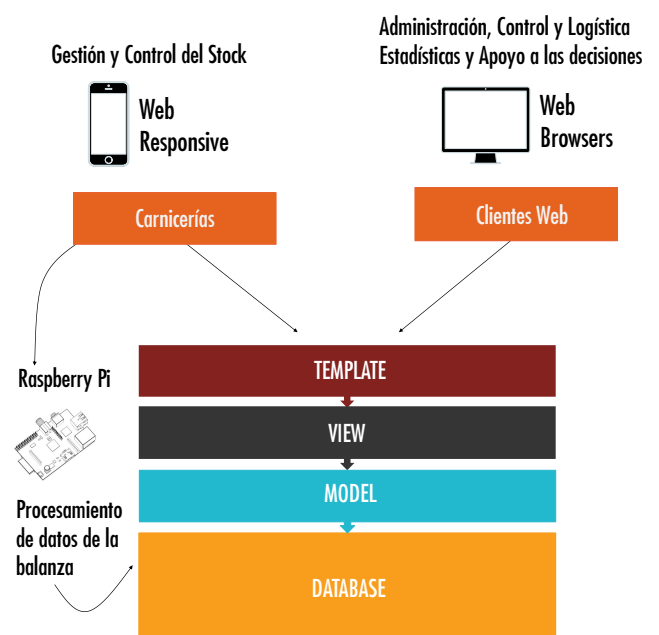 Gestión y Control del Stock
Web
Responsive
Carnicerías
Administración, Control y Logística
Estadísticas y Apoyo a las decisiones
Web
Browsers
Clientes Web
Raspberry Pi
Procesamiento
de datos de la
balanza
TEMPLATE
VIEW
MODEL
DATABASE